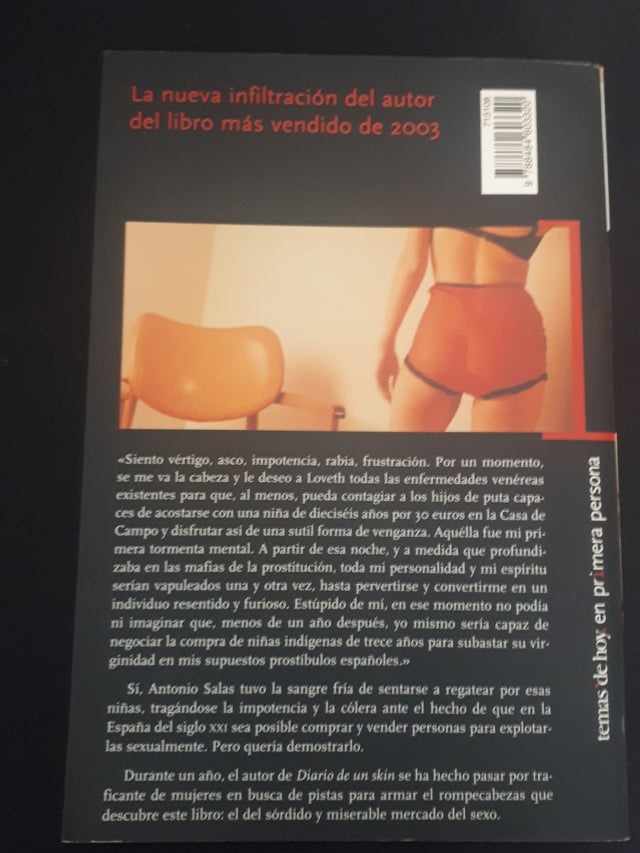 La nueva infiltración del autor
del libro más vendido de 2003
715108
9 788484 603320
«Siento vértigo, asco, impotencia, rabia, frustración. Por un momento,
se me va la cabeza y le deseo a Loveth todas las enfermedades venéreas
existentes para que, al menos, pueda contagiar a los hijos de puta capa-
ces de acostarse con una niña de dieciséis años por 30 euros en la Casa de
Campo y disfrutar así de una sutil forma de venganza. Aquélla fue mi pri-
mera tormenta mental. A partir de esa noche, y a medida que profundi-
zaba en las mafias de la prostitución, toda mi personalidad y mi espíritu
serían vapuleados una y otra vez, hasta pervertirse y convertirme en un
individuo resentido y furioso. Estúpido de mí, en ese momento no podía
ni imaginar que, menos de un año después, yo mismo sería capaz de
negociar la compra de niñas indígenas de trece años para subastar su vir-
ginidad en mis supuestos prostíbulos españoles.»
Sí, Antonio Salas tuvo la sangre fría de sentarse a regatear por esas
niñas, tragándose la impotencia y la cólera ante el hecho de que en la
España del siglo XXI sea posible comprar y vender personas para explotar-
las sexualmente. Pero quería demostrarlo.
Durante un año, el autor de Diario de un skin se ha hecho pasar por tra-
ficante de mujeres en busca de pistas para armar el rompecabezas que
descubre este libro: el del sórdido y miserable mercado del sexo.
temas de hoy en primera persona